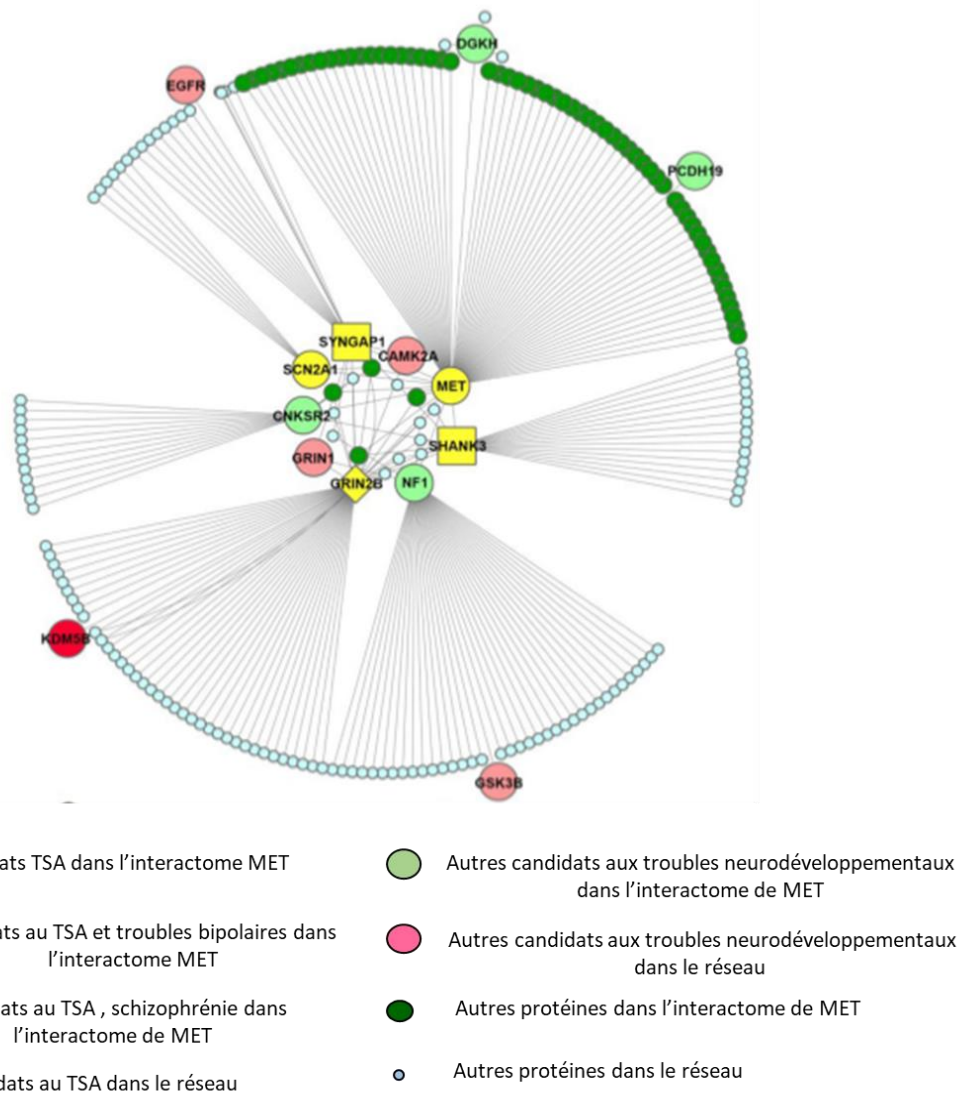 DGKH
EGFR
PCDH19
SYNGAP1
CAMK2A
SCN2A1
MET
CNKSR2
SHANK3
GRIN1
GRIN2B
NF1
KDM5B
GSK3B
ats TSA dans l’interactome MET
Autres candidats aux troubles neurodéveloppementaux
dans l’interactome de MET
ats au TSA et troubles bipolaires dans
l’interactome MET
Autres candidats aux troubles neurodéveloppementaux
dans le réseau
ats au TSA , schizophrénie dans
l’interactome de MET
Autres protéines dans l’interactome de MET
dats au TSA dans le réseau
Autres protéines dans le réseau